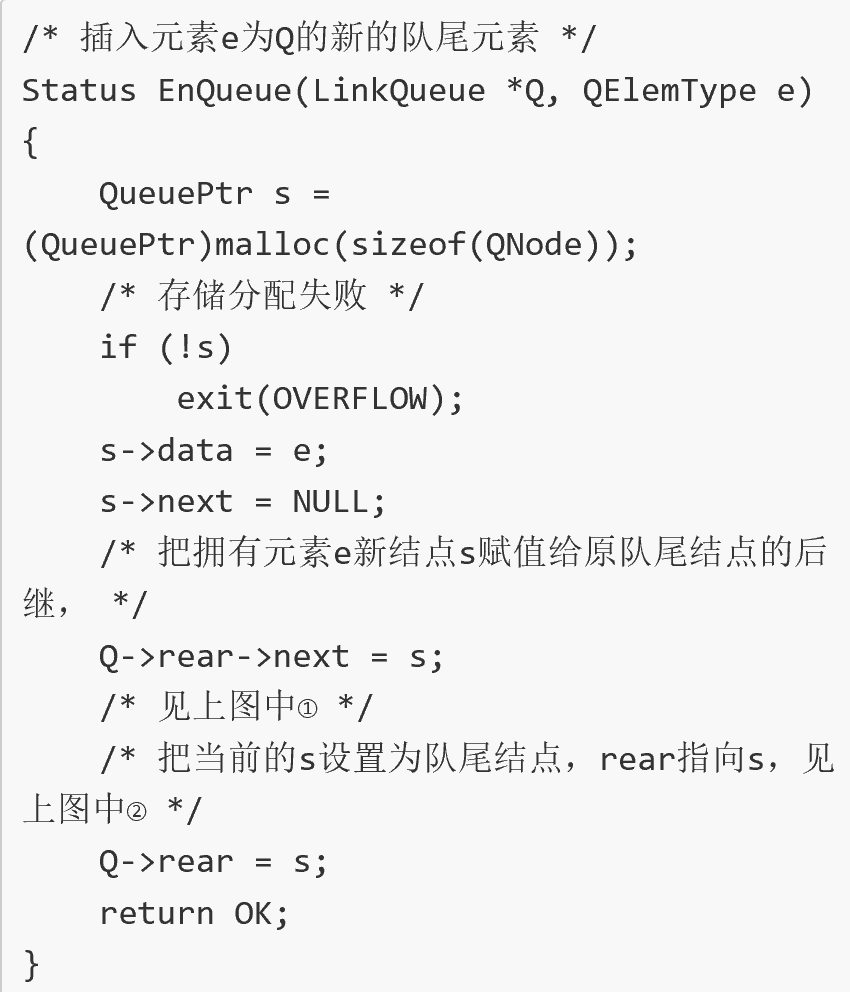 /* 插入元素e为Q的新的队尾元素 */
Status EnQueue(LinkQueue *Q, QElemType e)
{
    QueuePtr s =
(QueuePtr)malloc(sizeof(QNode));
    /* 存储分配失败 */
    if (!s)
        exit(OVERFLOW);
    s->data = e;
    s->next = NULL;
    /* 把拥有元素e新结点s赋值给原队尾结点的后
继， */
    Q->rear->next = s;
    /* 见上图中① */
    /* 把当前的s设置为队尾结点，rear指向s，见
上图中② */
    Q->rear = s;
    return OK;
}